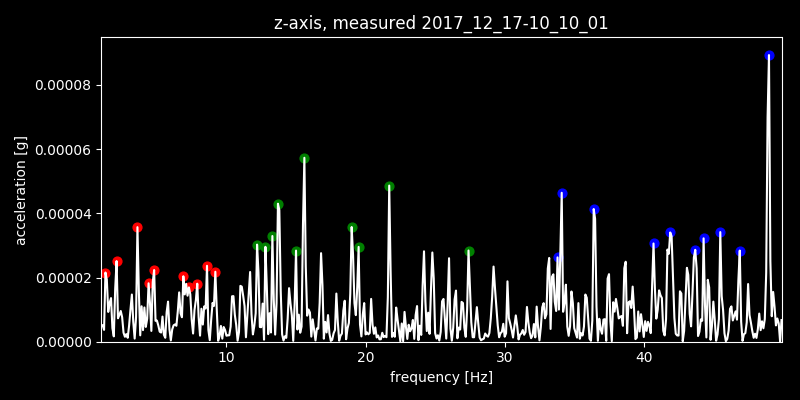 z-axis, measured 2017_12_17-10_10_01
acceleration [g]
0.00008
0.00006
0.00004
0.00002
0.00000
10 20 30 40
frequency [Hz]